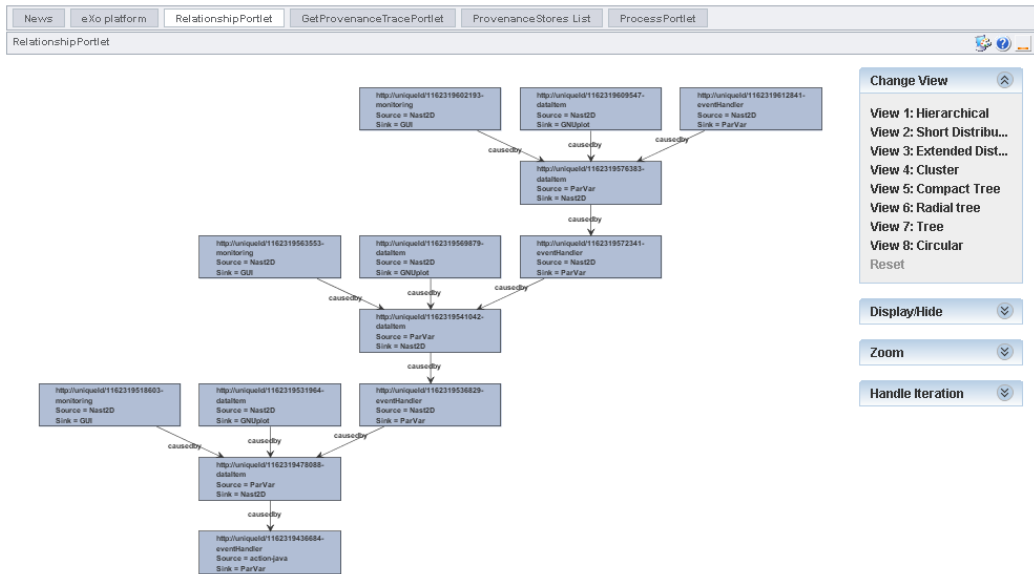 News
eXo platform
RelationshipPortlet
GetProvenanceTracePortlet
ProvenanceStores List
ProcessPortlet
RelationshipPortlet
http://uniqueId/1162319602193-
monitoring
Source = Nast2D
Sink = GUI
http://uniqueId/1162319609547-
dataItem
Source = Nast2D
Sink = GNUplot
http://uniqueId/1162319612841-
eventHandler
Source = Nast2D
Sink = ParVar
causedby
causedby
causedby
http://uniqueId/1162319576383-
dataItem
Source = ParVar
Sink = Nast2D
causedby
http://uniqueId/1162319563553-
monitoring
Source = Nast2D
Sink = GUI
http://uniqueId/1162319569879-
dataItem
Source = Nast2D
Sink = GNUplot
http://uniqueId/1162319572341-
eventHandler
Source = Nast2D
Sink = ParVar
causedby
causedby
causedby
http://uniqueId/1162319541042-
dataItem
Source = ParVar
Sink = Nast2D
causedby
http://uniqueId/1162319518603-
monitoring
Source = Nast2D
Sink = GUI
http://uniqueId/1162319531964-
dataItem
Source = Nast2D
Sink = GNUplot
http://uniqueId/1162319536829-
eventHandler
Source = Nast2D
Sink = ParVar
causedby
causedby
causedby
http://uniqueId/1162319478088-
dataItem
Source = ParVar
Sink = Nast2D
causedby
http://uniqueId/1162319436684-
eventHandler
Source = action-java
Sink = ParVar
Change View
View 1: Hierarchical
View 2: Short Distribu...
View 3: Extended Dist...
View 4: Cluster
View 5: Compact Tree
View 6: Radial tree
View 7: Tree
View 8: Circular
Reset
Display/Hide
Zoom
Handle Iteration